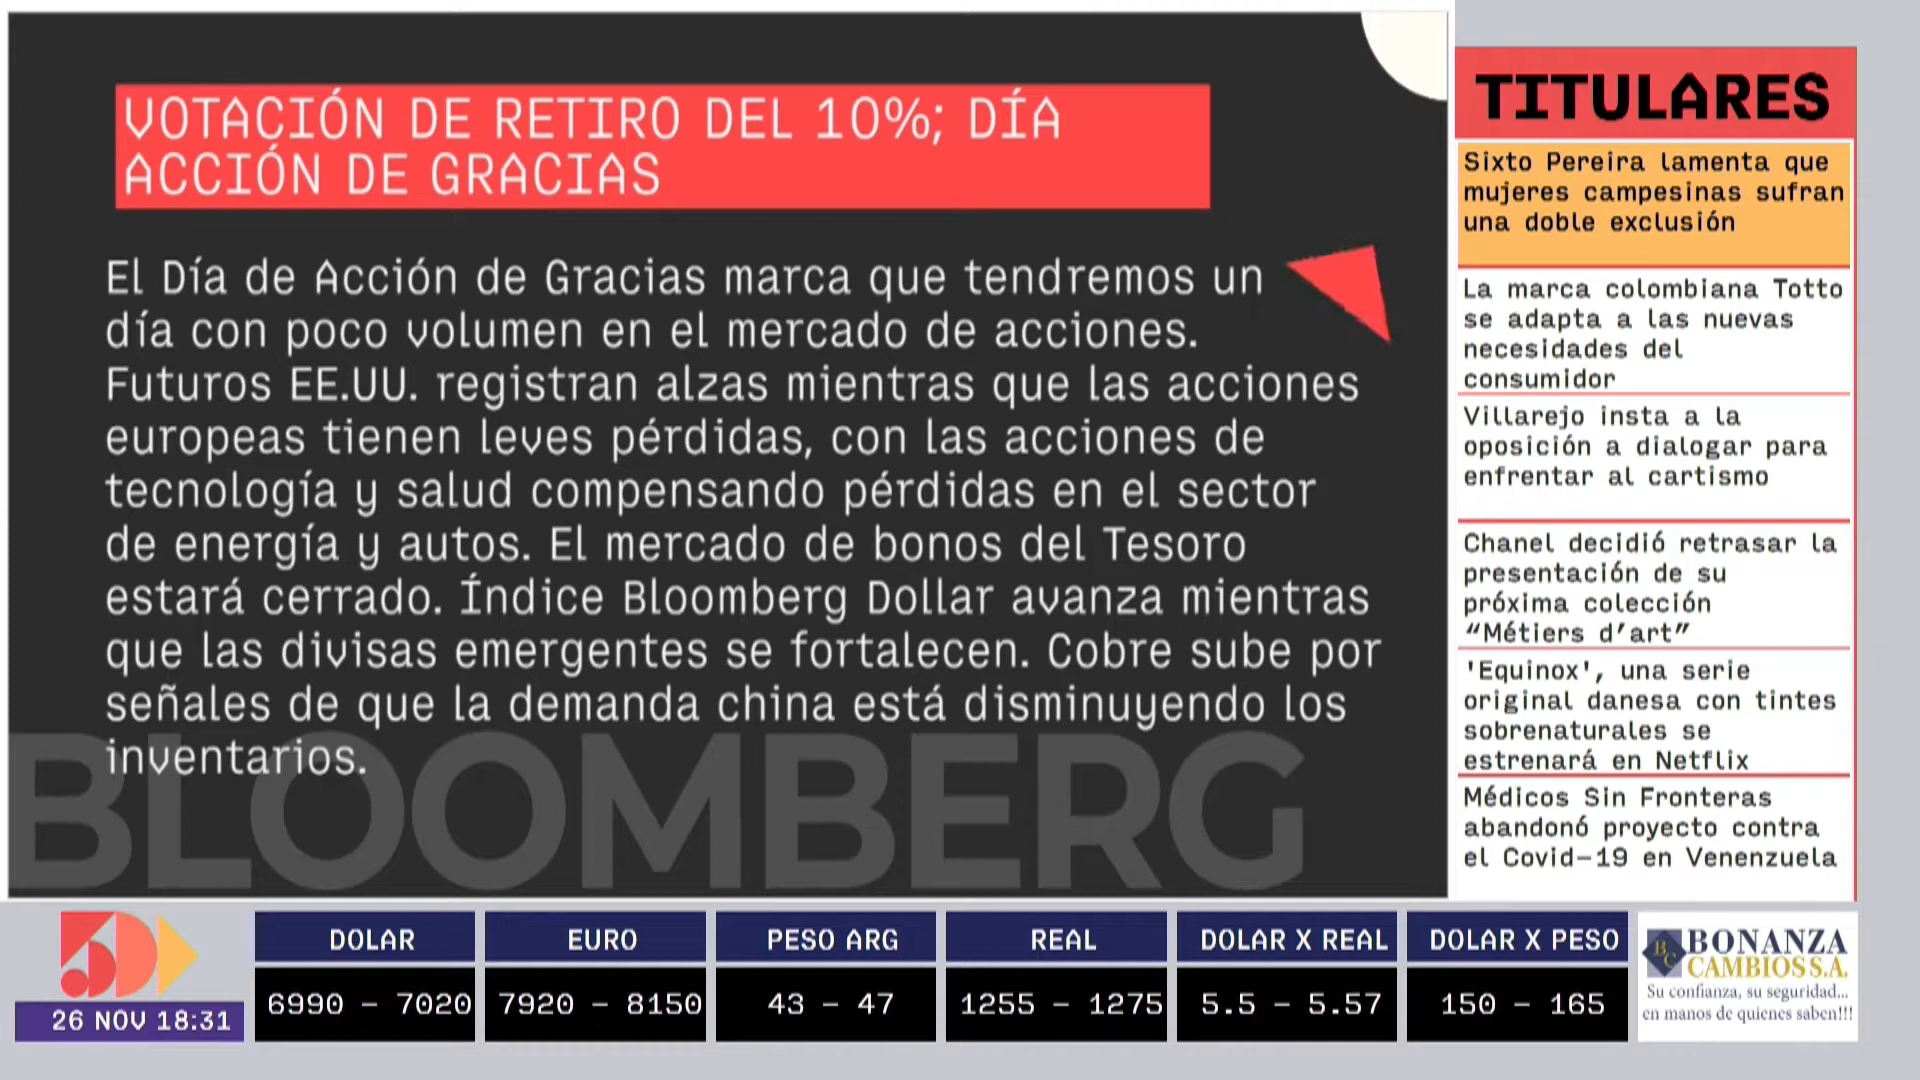 VOTACIÓN DE RETIRO DEL 10%; DÍA
ACCIÓN DE GRACIAS
El Día de Acción de Gracias marca que tendremos un
día con poco volumen en el mercado de acciones.
Futuros EE.UU. registran alzas mientras que las acciones
europeas tienen leves pérdidas, con las acciones de
tecnología y salud compensando pérdidas en el sector
de energía y autos. El mercado de bonos del Tesoro
estará cerrado. Índice Bloomberg Dollar avanza mientras
que las divisas emergentes se fortalecen. Cobre sube por
señales de que la demanda china está disminuyendo los
inventarios.
BLOOMBERG
TITULARES
Sixto Pereira lamenta que
mujeres campesinas sufran
una doble exclusión
La marca colombiana Totto
se adapta a las nuevas
necesidades del
consumidor
Villarejo insta a la
oposición a dialogar para
enfrentar al cartismo
Chanel decidió retrasar la
presentación de su
próxima colección
“Métiers d’art”
'Equinox', una serie
original danesa con tintes
sobrenaturales se
estrenará en Netflix
Médicos Sin Fronteras
abandonó proyecto contra
el Covid-19 en Venenzuela
5D
26 NOV 18:31
DOLAR
6990 - 7020
EURO
7920 - 8150
PESO ARG
43 - 47
REAL
1255 - 1275
DOLAR X REAL
5.5 - 5.57
DOLAR X PESO
150 - 165
BC
BONANZA
CAMBIOS S.A.
Su confianza, su seguridad...
en manos de quienes saben!!!